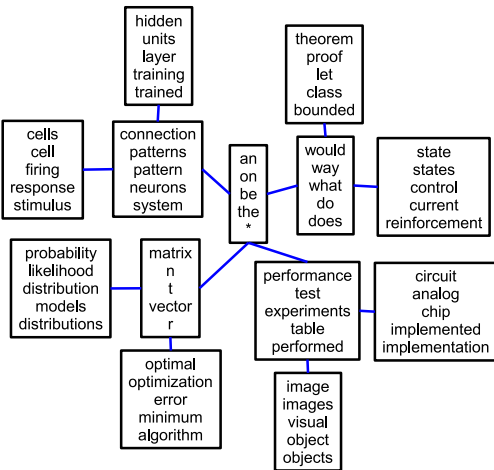 hidden
units
layer
training
trained
theorem
proof
let
class
bounded
cells
cell
firing
response
stimulus
connection
patterns
pattern
neurons
system
an
on
be
the
*
would
way
what
do
does
state
states
control
current
reinforcement
probability
likelihood
distribution
models
distributions
matrix
n
t
vector
r
performance
test
experiments
table
performed
circuit
analog
chip
implemented
implementation
optimal
optimization
error
minimum
algorithm
image
images
visual
object
objects